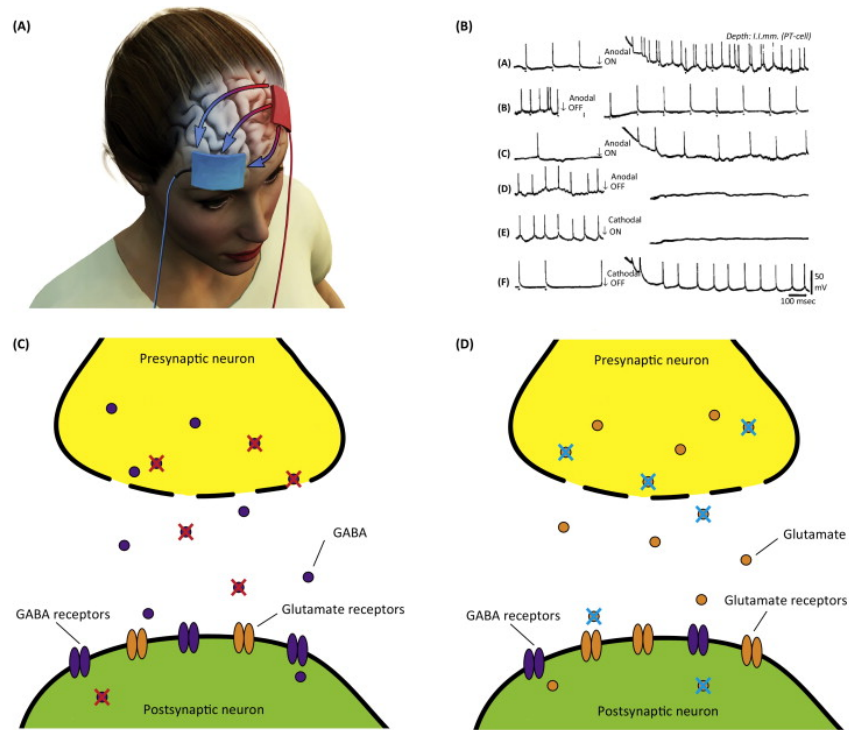 (A)
(B)
Depth: I.I.mm. (PT-cell)
(A)
Anodal
ON
(B)
Anodal
OFF
(C)
Anodal
ON
(D)
Anodal
OFF
(E)
Cathodal
ON
(F)
Cathodal
OFF
50
mV
100 msec
(C)
Presynaptic neuron
GABA
GABA receptors
Glutamate receptors
Postsynaptic neuron
(D)
Presynaptic neuron
Glutamate
GABA receptors
Glutamate receptors
Postsynaptic neuron